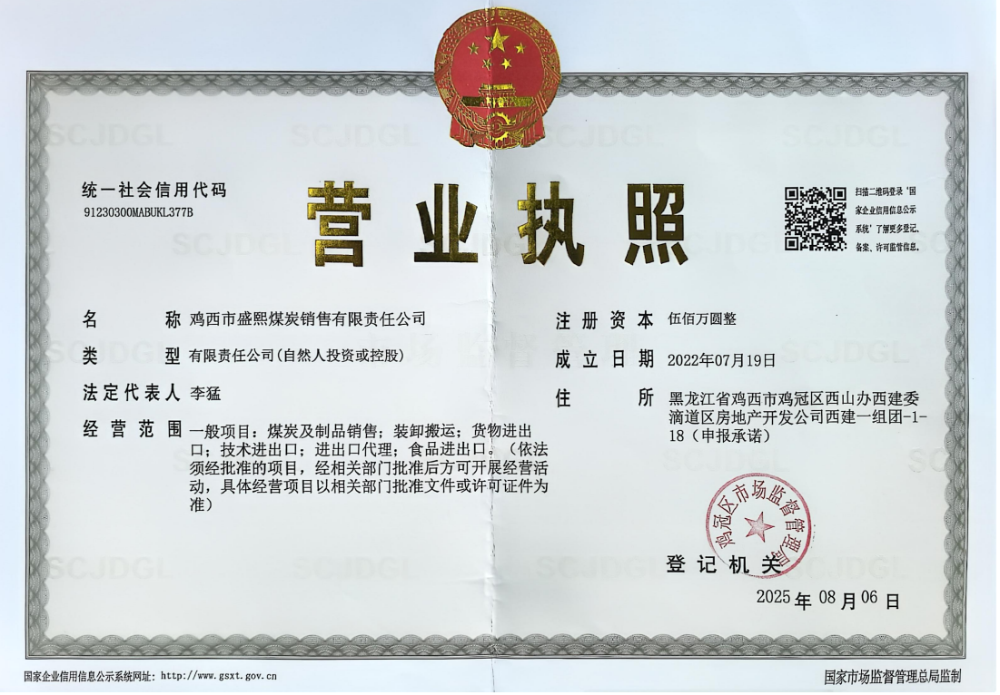 统一社会信用代码
91230300MABUKL377B
营业执照
扫描二维码登录‘国
家企业信用信息公示
系统’了解更多登记、
备案、许可监管信息。
名称 鸡西市盛熙煤炭销售有限责任公司
类型 有限责任公司(自然人投资或控股)
法定代表人 李猛
经营范围 一般项目：煤炭及制品销售；装卸搬运；货物进出
口；技术进出口；进出口代理；食品进出口。（依法
须经批准的项目，经相关部门批准后方可开展经营活
动，具体经营项目以相关部门批准文件或许可证件为
准）
注册资本 伍佰万圆整
成立日期 2022年07月19日
住所 黑龙江省鸡西市鸡冠区西山办西建委
滴道区房地产开发公司西建一组团-1-
18（申报承诺）
鸡冠区市场监督管理局
登记机关
2025年08月06日
国家企业信用信息公示系统网址：http://www.gsxt.gov.cn
国家市场监督管理总局监制
SCJDGL